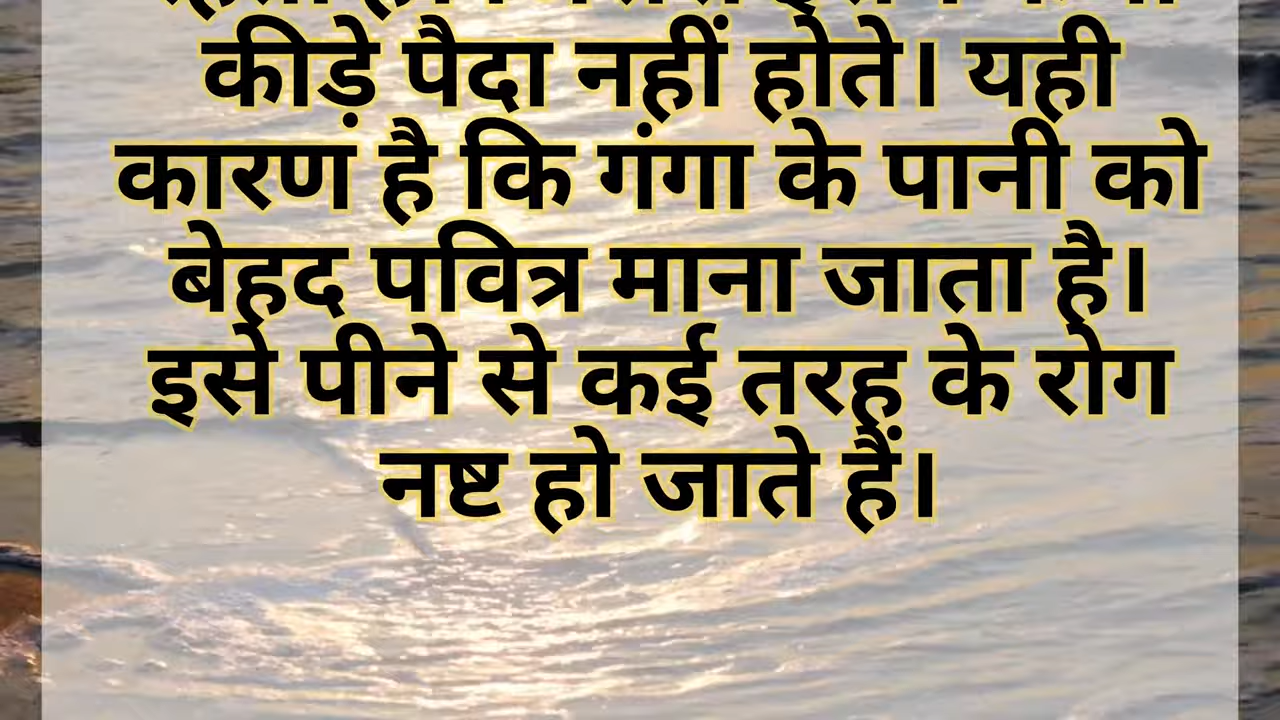 कीड़े पैदा नहीं होते। यही
कारण है कि गंगा के पानी को
बेहद पवित्र माना जाता है।
इसे पीने से कई तरह के रोग
नष्ट हो जाते हैं।